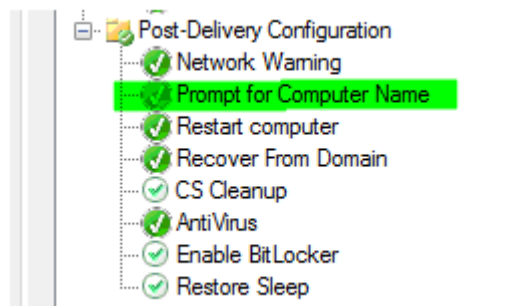 Post-Delivery Configuration
Network Warning
Prompt for Computer Name
Restart computer
Recover From Domain
CS Cleanup
AntiVirus
Enable BitLocker
Restore Sleep